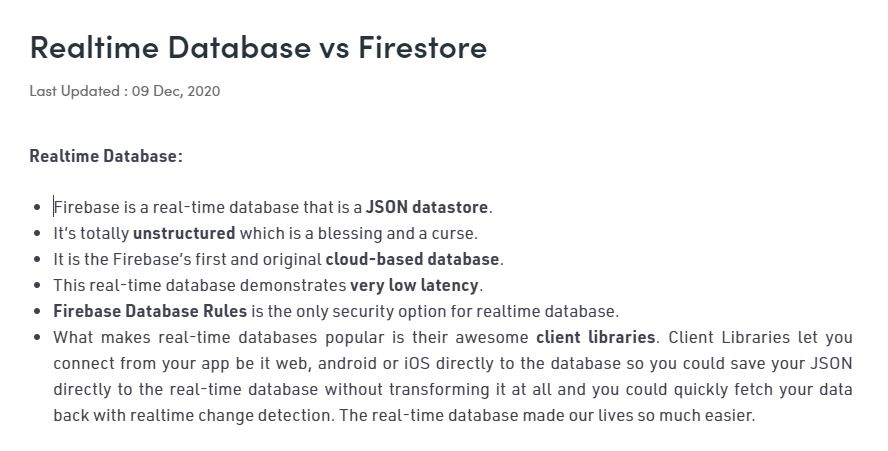 Realtime Database vs Firestore
Last Updated : 09 Dec, 2020
Realtime Database:
Firebase is a real-time database that is a JSON datastore.
It's totally unstructured which is a blessing and a curse.
It is the Firebase's first and original cloud-based database.
This real-time database demonstrates very low latency.
Firebase Database Rules is the only security option for realtime database.
What makes real-time databases popular is their awesome client libraries. Client Libraries let you
connect from your app be it web, android or iOS directly to the database so you could save your JSON
directly to the real-time database without transforming it at all and you could quickly fetch your data
back with realtime change detection. The real-time database made our lives so much easier.